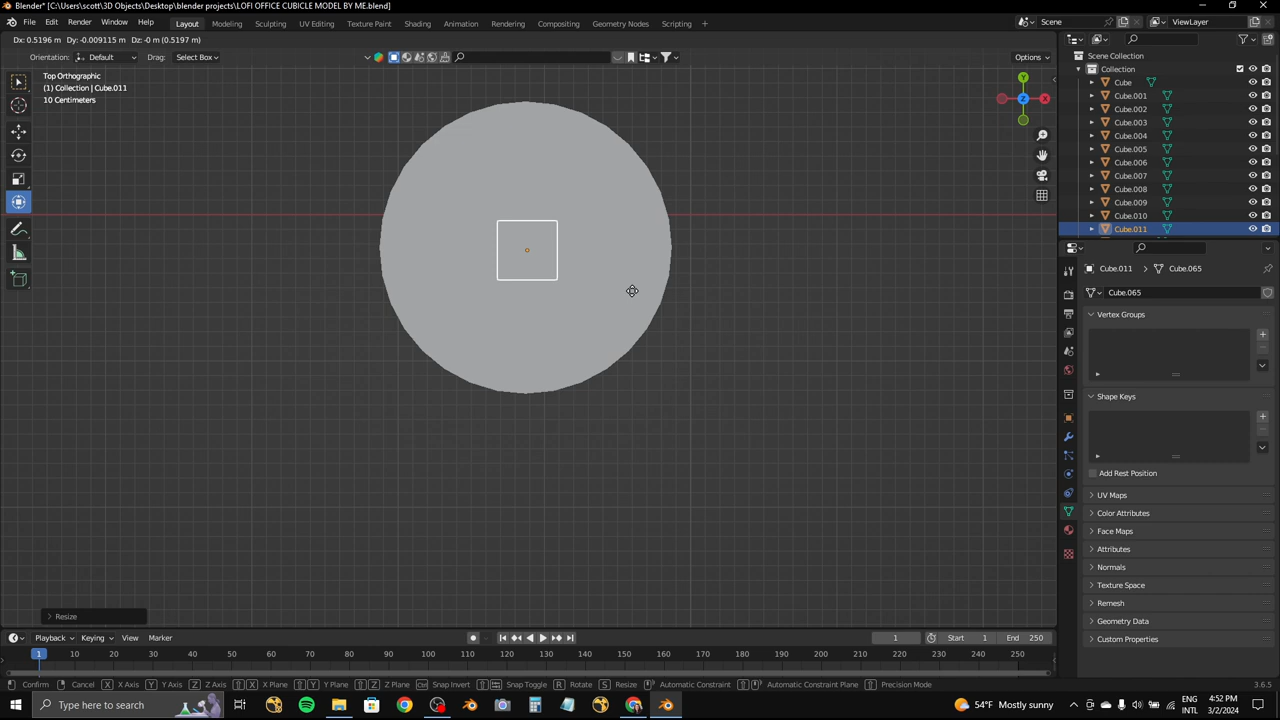 Blender* [C:\Users\scott\3D Objects\Desktop\blender projects\LOFI OFFICE CUBICLE MODEL BY ME.blend]
File Edit Render Window Help Layout Modeling Sculpting UV Editing Texture Paint Shading Animation Rendering Compositing Geometry Nodes Scripting + Scene ViewLayer
Dx: 0.5196 m Dy: -0.009115 m Dz: -0 m (0.5197 m)
Orientation: Default Drag: Select Box Options
Top Orthographic
(1) Collection | Cube.011
10 Centimeters
Y
Z
X
Scene Collection
Collection
Cube
Cube.001
Cube.002
Cube.003
Cube.004
Cube.005
Cube.006
Cube.007
Cube.008
Cube.009
Cube.010
Cube.011
Cube.011 Cube.065
Cube.065
Vertex Groups
Shape Keys
Add Rest Position
UV Maps
Color Attributes
Face Maps
Attributes
Normals
Texture Space
Remesh
Geometry Data
Custom Properties
Resize
Playback Keying View Marker 1 Start 1 End 250
1 10 20 30 40 50 60 70 80 90 100 110 120 130 140 150 160 170 180 190 200 210 220 230 240 250
Confirm Cancel X X Axis Y Y Axis Z Z Axis X X Plane Y Y Plane Z Z Plane Ctrl Snap Invert Snap Toggle G Move R Rotate S Resize Automatic Constraint Automatic Constraint Plane Precision Mode 3.6.5
Type here to search 54°F Mostly sunny ENG INTL 4:52 PM 3/2/2024